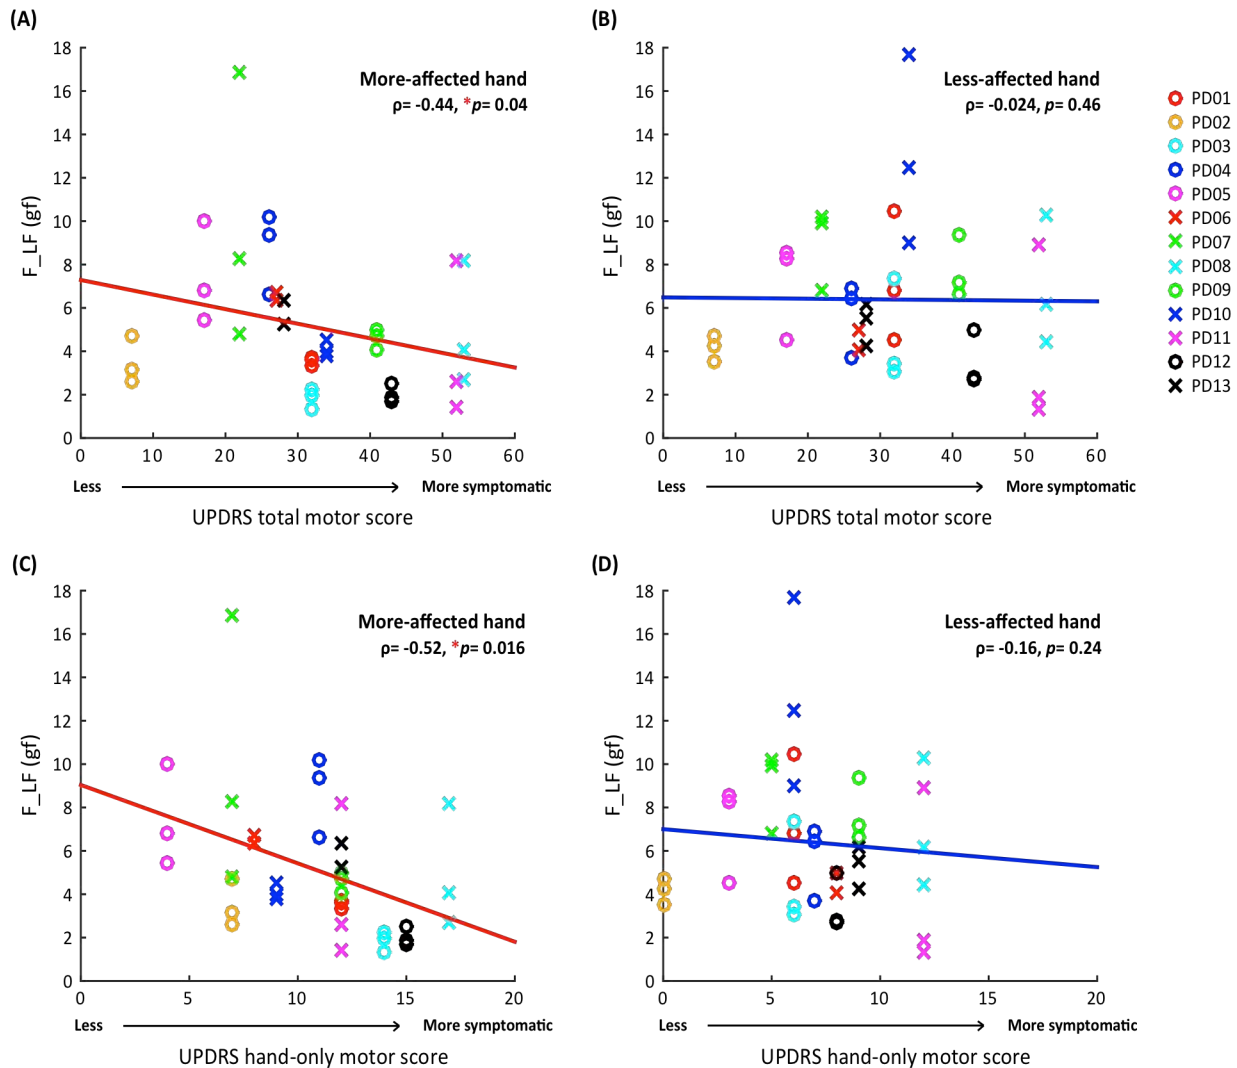 (A)
More-affected hand
ρ= -0.44, *p= 0.04
F_LF (gf)
18
16
14
12
10
8
6
4
2
0
0 10 20 30 40 50 60
Less More symptomatic
UPDRS total motor score
(B)
Less-affected hand
ρ= -0.024, p= 0.46
F_LF (gf)
18
16
14
12
10
8
6
4
2
0
0 10 20 30 40 50 60
Less More symptomatic
UPDRS total motor score
PD01
PD02
PD03
PD04
PD05
PD06
PD07
PD08
PD09
PD10
PD11
PD12
PD13
(C)
More-affected hand
ρ= -0.52, *p= 0.016
F_LF (gf)
18
16
14
12
10
8
6
4
2
0
0 5 10 15 20
Less More symptomatic
UPDRS hand-only motor score
(D)
Less-affected hand
ρ= -0.16, p= 0.24
F_LF (gf)
18
16
14
12
10
8
6
4
2
0
0 5 10 15 20
Less More symptomatic
UPDRS hand-only motor score